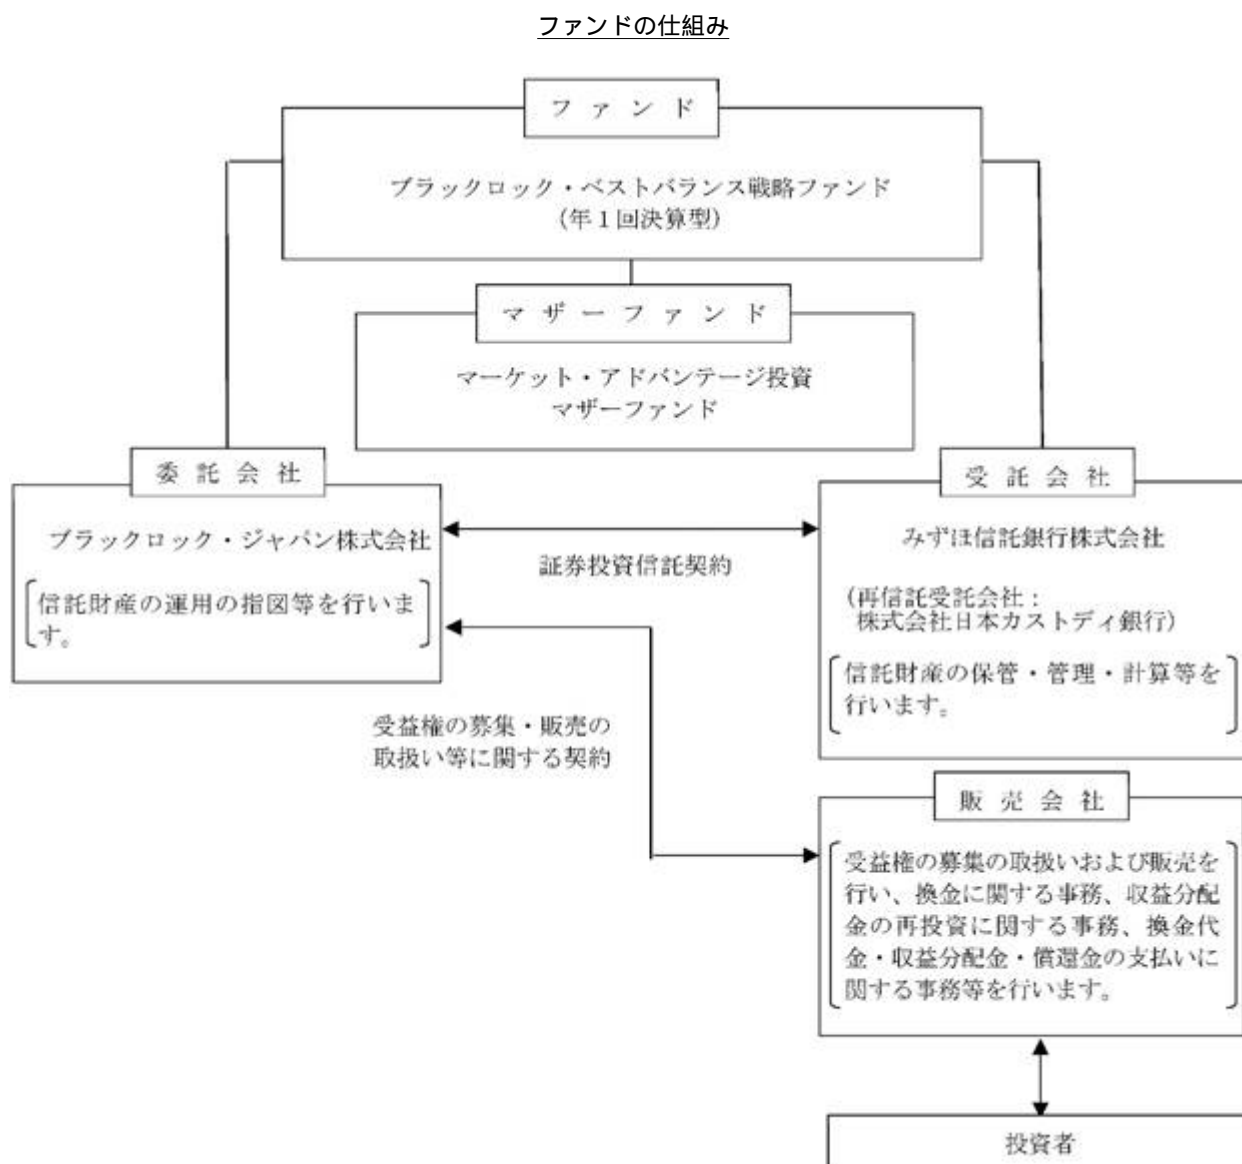 ファンドの仕組み
ファンド
ブラックロック・ベストバランス戦略ファンド
（年１回決算型）
マザーファンド
マーケット・アドバンテージ投資
マザーファンド
委託会社
ブラックロック・ジャパン株式会社
信託財産の運用の指図等を行いま
す。
証券投資信託契約
受託会社
みずほ信託銀行株式会社
（再信託受託会社：
株式会社日本カストディ銀行）
信託財産の保管・管理・計算等を
行います。
受益権の募集・販売の
取扱い等に関する契約
販売会社
受益権の募集の取扱いおよび販売を
行い、換金に関する事務、収益分配
金の再投資に関する事務、換金代
金・収益分配金・償還金の支払いに
関する事務等を行います。
投資者